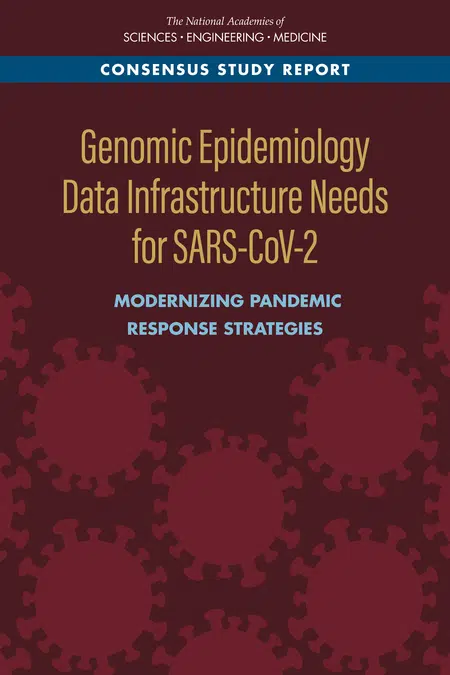 The National Academies of
SCIENCES • ENGINEERING • MEDICINE
CONSENSUS STUDY REPORT
Genomic Epidemiology
Data Infrastructure Needs
for SARS-CoV-2
MODERNIZING PANDEMIC
RESPONSE STRATEGIES